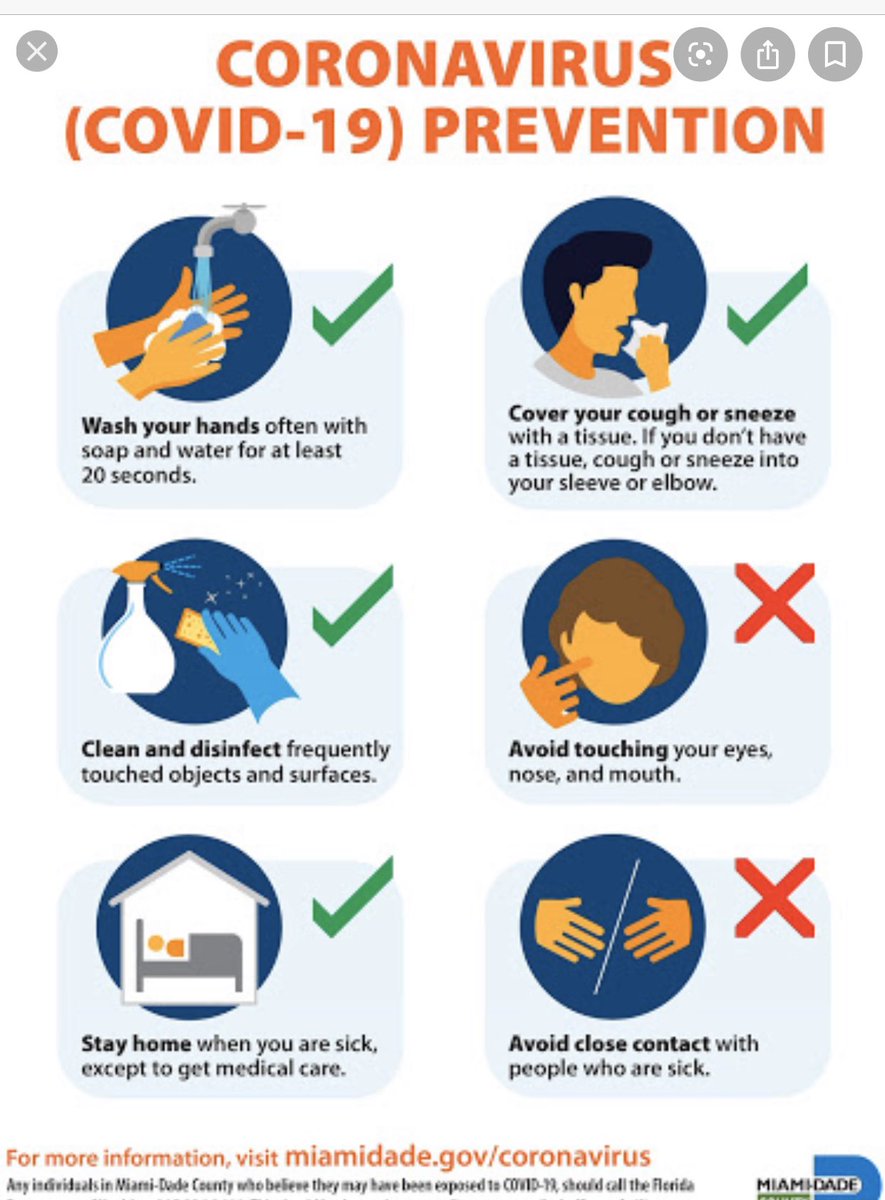 CORONAVIRUS
(COVID-19) PREVENTION
Wash your hands often with
soap and water for at least
20 seconds.
Cover your cough or sneeze
with a tissue. If you don't have
a tissue, cough or sneeze into
your sleeve or elbow.
Clean and disinfect frequently
touched objects and surfaces.
Avoid touching your eyes,
nose, and mouth.
Stay home when you are sick,
except to get medical care.
Avoid close contact with
people who are sick.
For more information, visit miamidade.gov/coronavirus
Any individuals in Miami-Dade County who believe they may have been exposed to COVID-19, should call the Florida
MIAMI-DADE
COUNTY